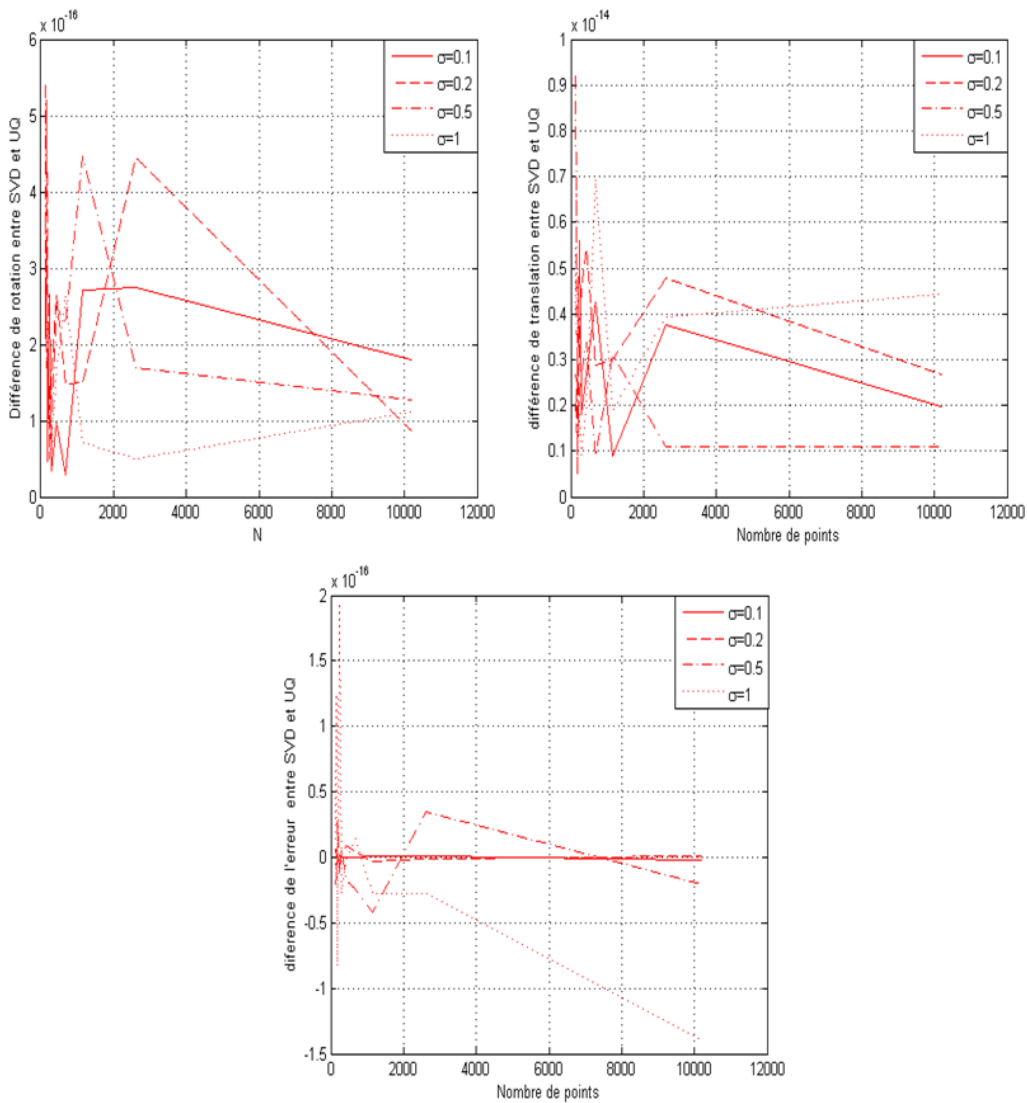 x 10⁻¹⁶
6
5
4
3
2
1
0
0 2000 4000 6000 8000 10000 12000
N
Différence de rotation entre SVD et UQ
σ=0.1
σ=0.2
σ=0.5
σ=1
x 10⁻¹⁴
1
0.9
0.8
0.7
0.6
0.5
0.4
0.3
0.2
0.1
0
0 2000 4000 6000 8000 10000 12000
Nombre de points
différence de translation entre SVD et UQ
σ=0.1
σ=0.2
σ=0.5
σ=1
x 10⁻¹⁶
2
1.5
1
0.5
0
-0.5
-1
-1.5
0 2000 4000 6000 8000 10000 12000
Nombre de points
diference de l'erreur entre SVD et UQ
σ=0.1
σ=0.2
σ=0.5
σ=1